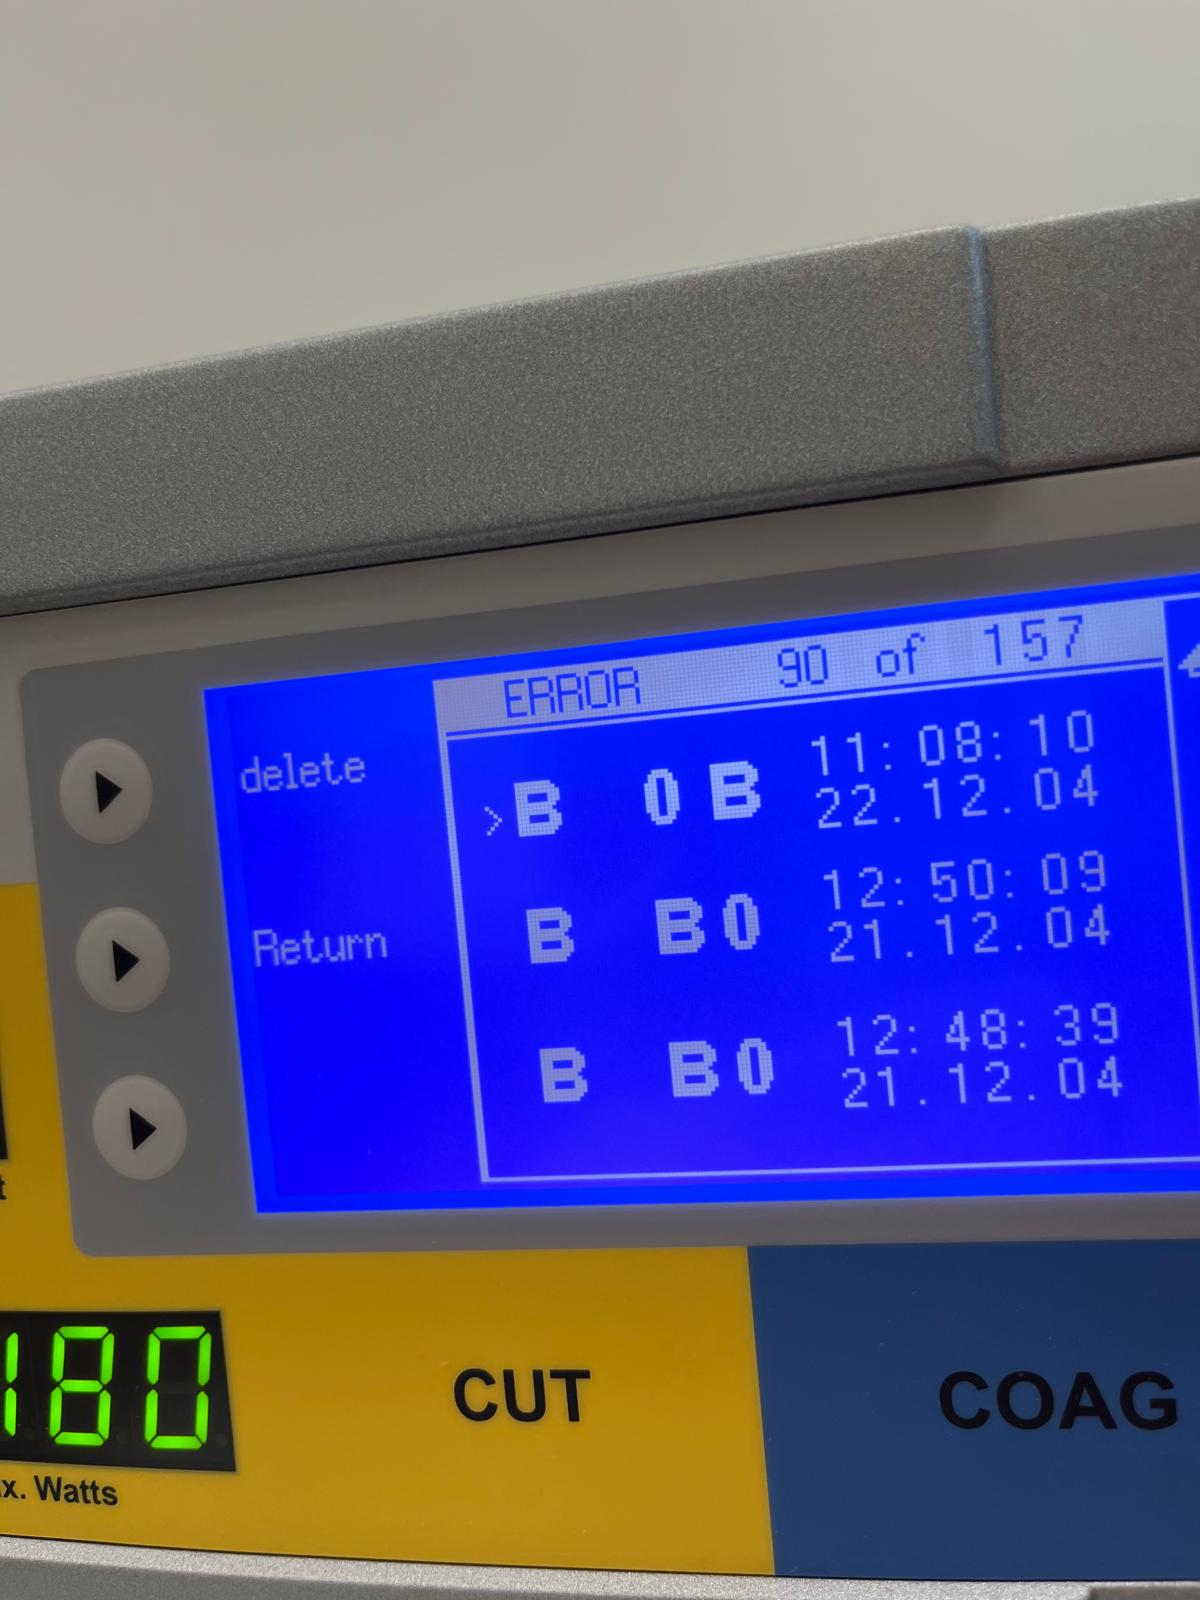 ERROR 90 of 157
delete
>B 0B 11:08:10
22.12.04
B B0 12:50:09
21.12.04
Return
B B0 12:48:39
21.12.04
180
CUT
COAG
Watts